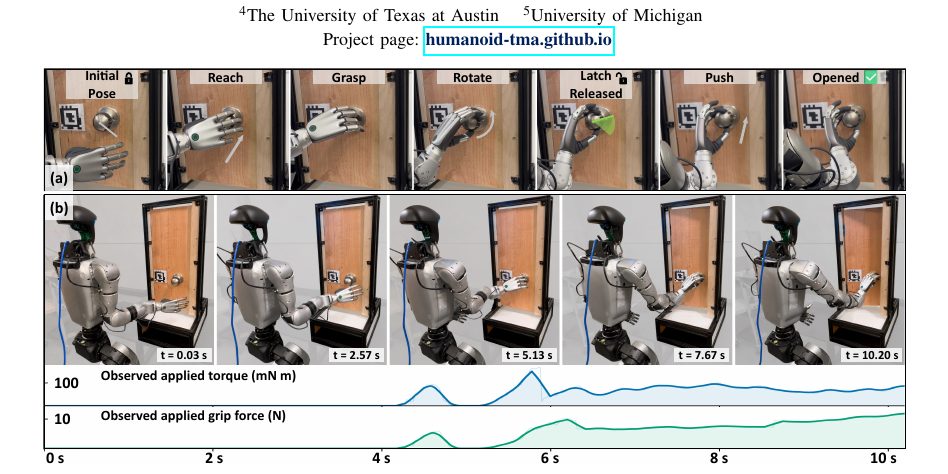 ⁴The University of Texas at Austin ⁵University of Michigan
Project page: humanoid-tma.github.io
Initial Pose
Reach
Grasp
Rotate
Latch Released
Push
Opened
(a)
(b)
t = 0.03 s
t = 2.57 s
t = 5.13 s
t = 7.67 s
t = 10.20 s
100
Observed applied torque (mN m)
10
Observed applied grip force (N)
0 s
2 s
4 s
6 s
8 s
10 s